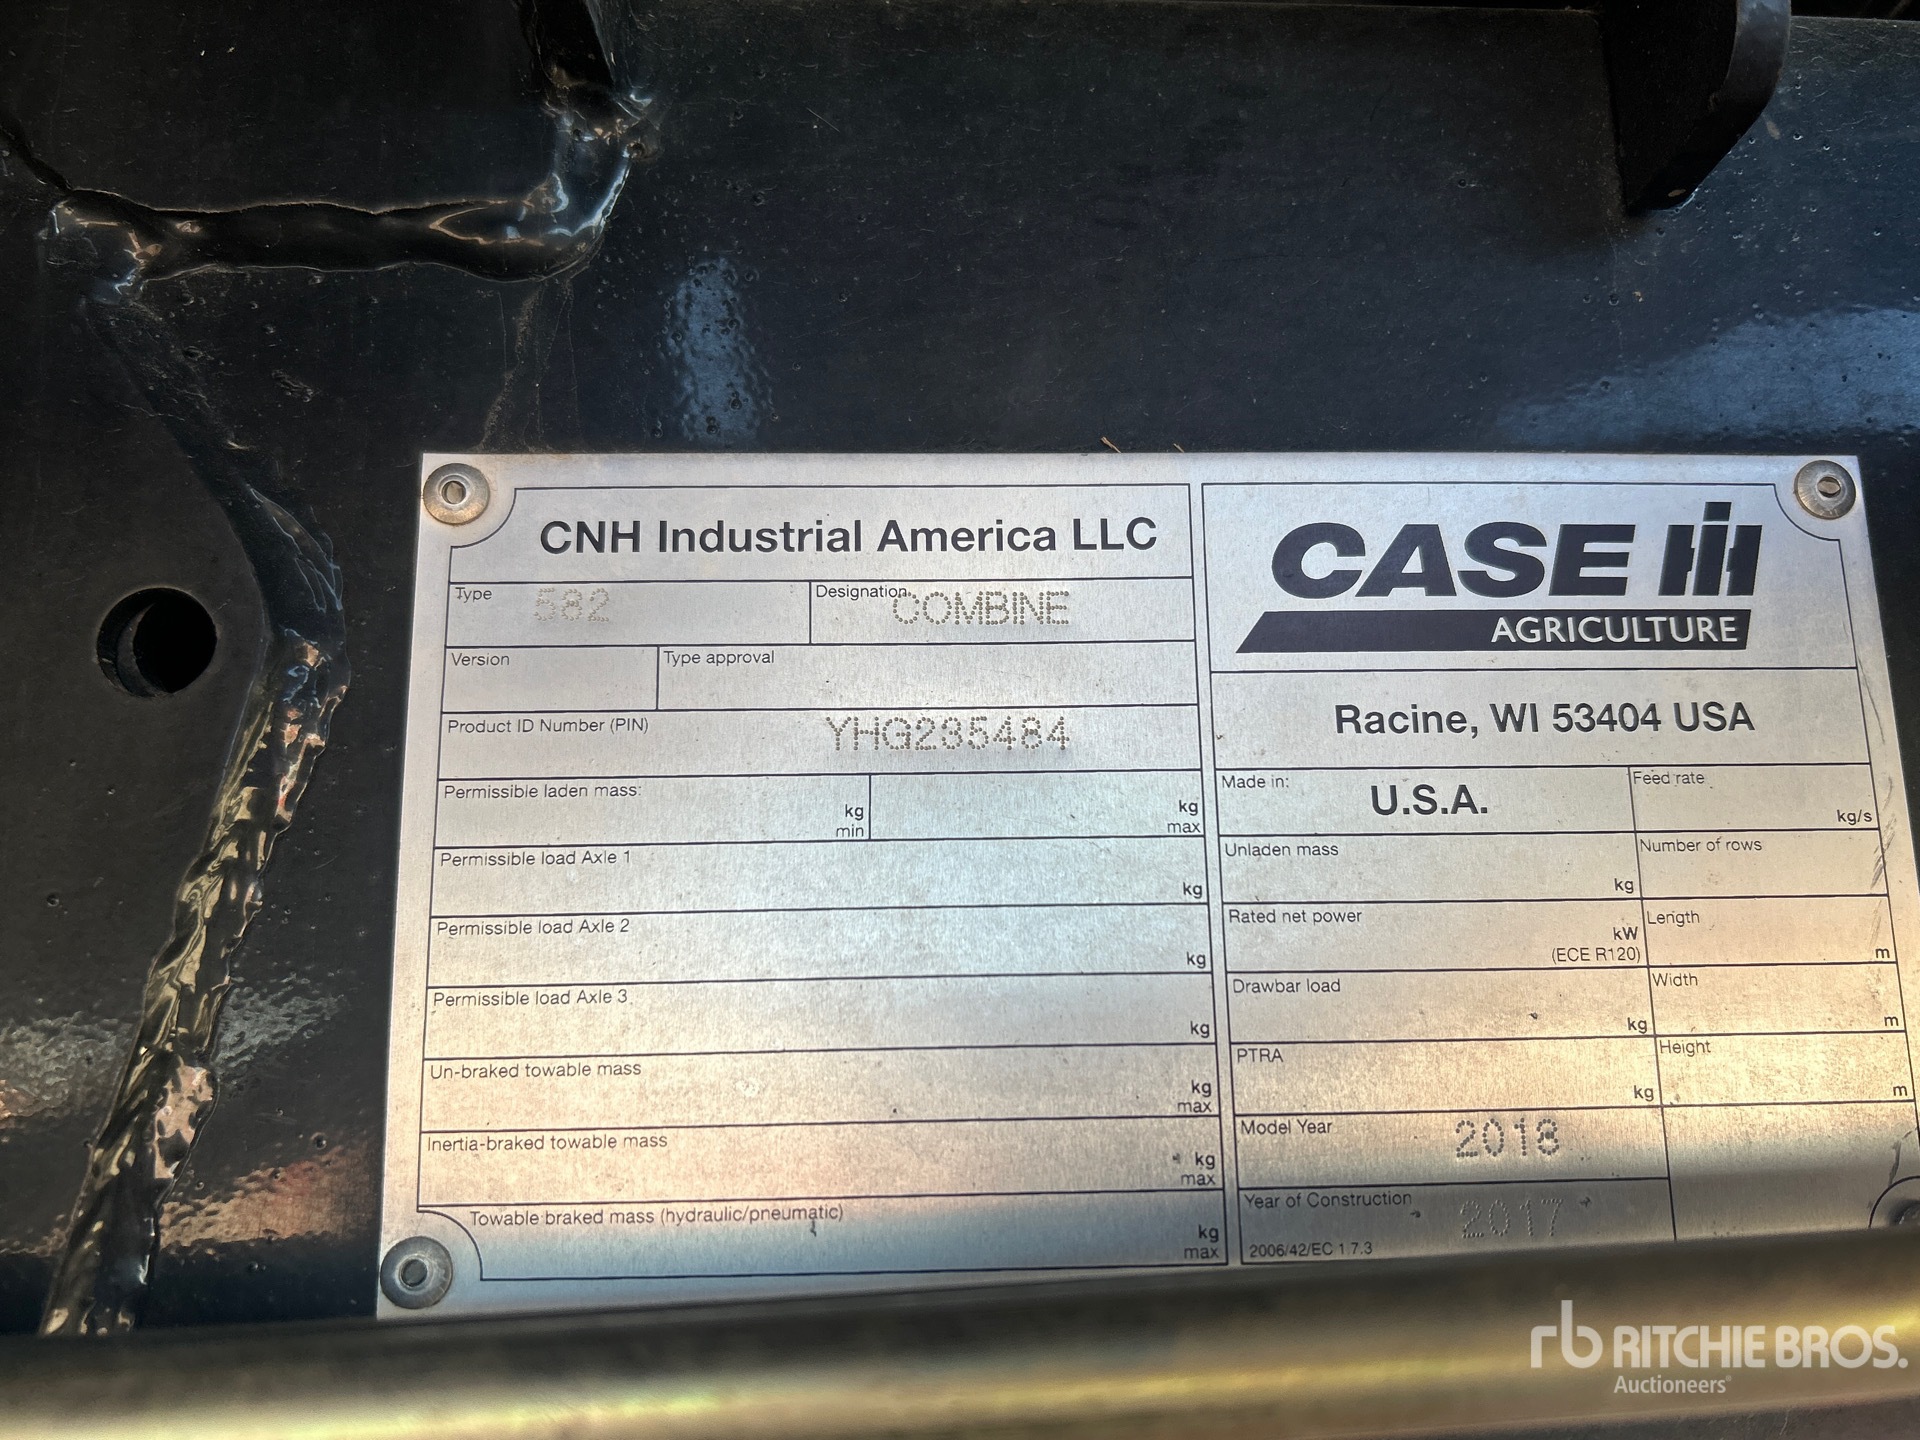 CNH Industrial America LLC
Type 582
Designation COMBINE
Version
Type approval
Product ID Number (PIN) YHG235484
Permissible laden mass: kg min kg max
Permissible load Axle 1 kg
Permissible load Axle 2 kg
Permissible load Axle 3 kg
Un-braked towable mass kg max
Inertia-braked towable mass kg max
Towable braked mass (hydraulic/pneumatic) kg max
CASE IH
AGRICULTURE
Racine, WI 53404 USA
Made in: U.S.A.
Feed rate kg/s
Unladen mass kg
Number of rows
Rated net power kW (ECE R120)
Length m
Drawbar load kg
Width m
PTRA kg
Height m
Model Year 2018
Year of Construction 2017
2006/42/EC 1.7.3
rb RITCHIE BROS.
Auctioneers